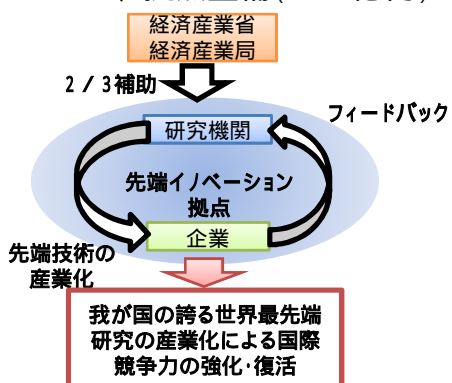 経済産業省
経済産業局
2/3補助
フィードバック
研究機関
先端イノベーション
拠点
企業
先端技術の
産業化
我が国の誇る世界最先端
研究の産業化による国際
競争力の強化･復活